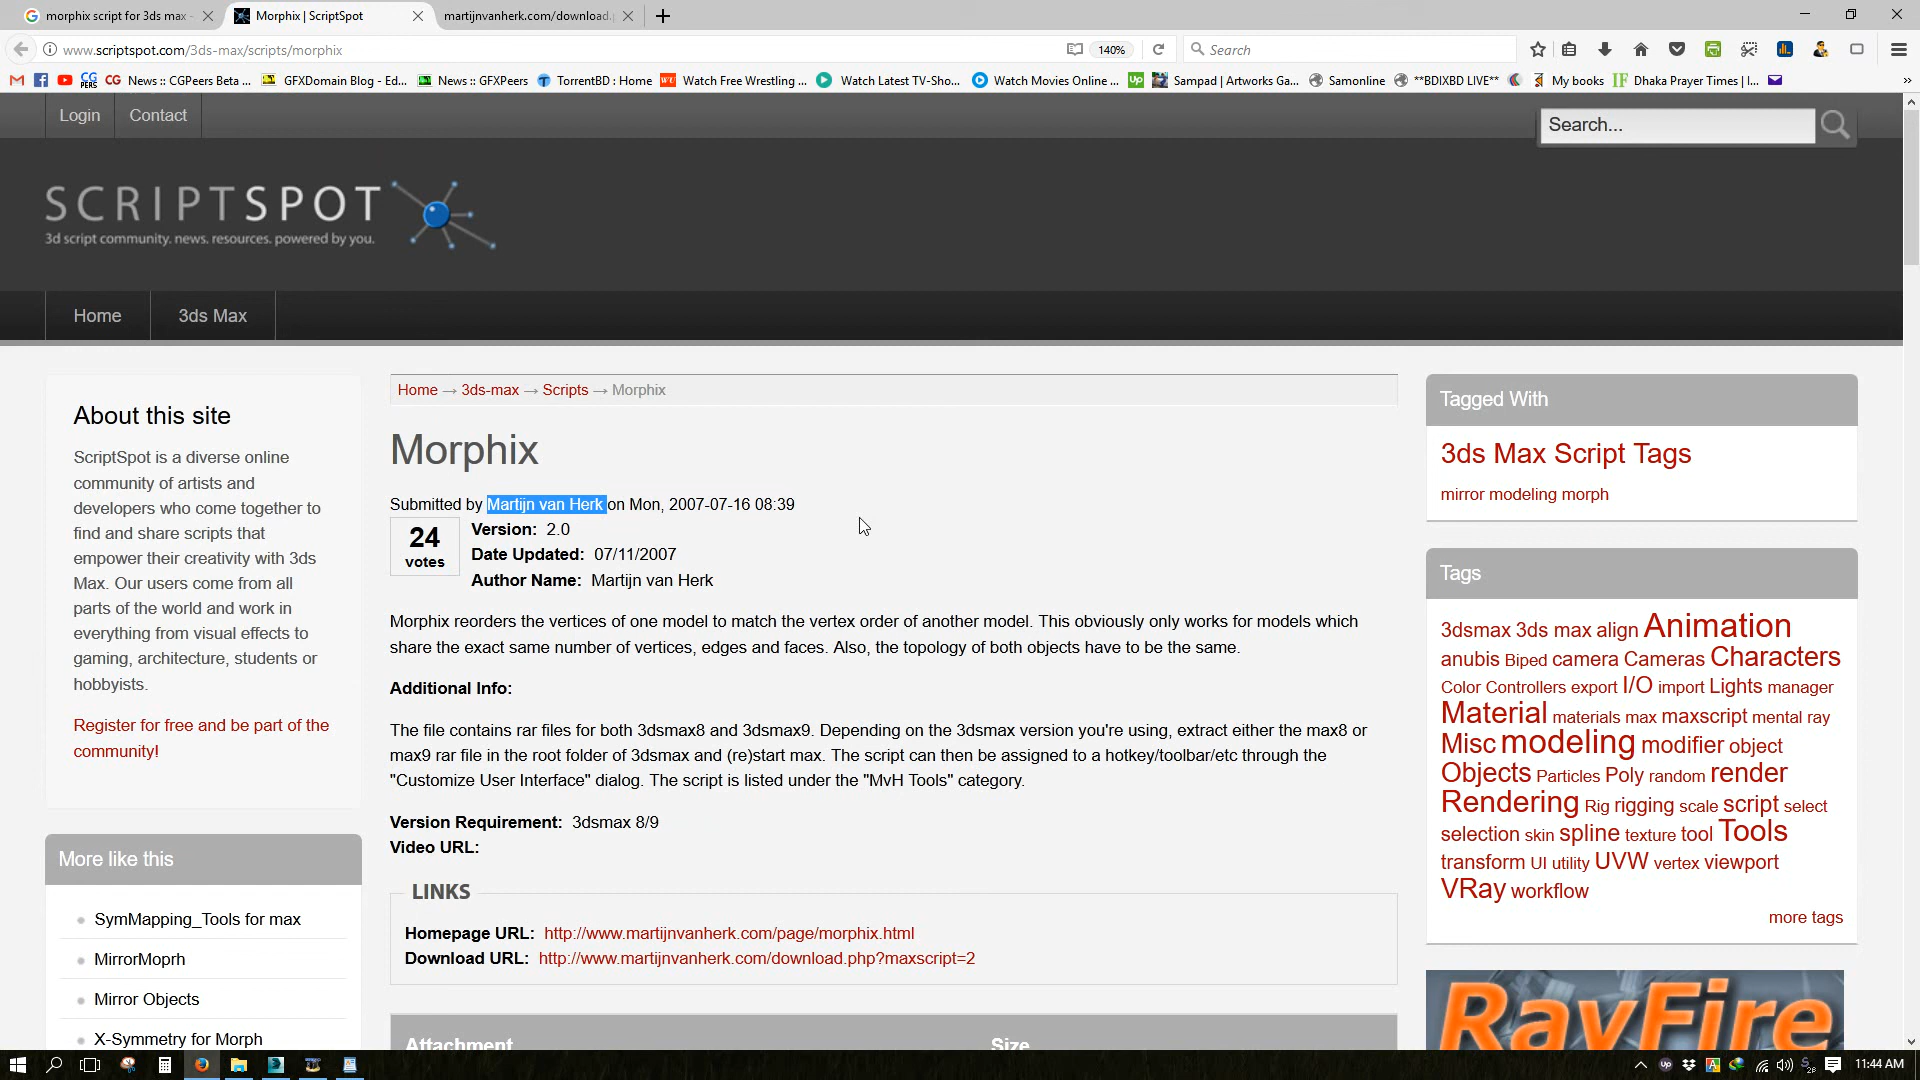 morphix script for 3ds max -
Morphix | ScriptSpot
martijnvanherk.com/download.
www.scriptspot.com/3ds-max/scripts/morphix
140%
Search
CG PEERS
CG News :: CGPeers Beta ...
GFXDomain Blog - Ed...
News :: GFXPeers
TorrentBD : Home
Watch Free Wrestling ...
Watch Latest TV-Sho...
Watch Movies Online ...
Up
Sampad | Artworks Ga...
Samonline
**BDIXBD LIVE**
My books
IF Dhaka Prayer Times | I...
Login
Contact
Search...
SCRIPTSPOT
3d script community. news. resources. powered by you.
Home
3ds Max
About this site
ScriptSpot is a diverse online
community of artists and
developers who come together to
find and share scripts that
empower their creativity with 3ds
Max. Our users come from all
parts of the world and work in
everything from visual effects to
gaming, architecture, students or
hobbyists.
Register for free and be part of the
community!
More like this
SymMapping_Tools for max
MirrorMoprh
Mirror Objects
X-Symmetry for Morph
Home → 3ds-max → Scripts → Morphix
Morphix
Submitted by Martijn van Herk on Mon, 2007-07-16 08:39
24
votes
Version: 2.0
Date Updated: 07/11/2007
Author Name: Martijn van Herk
Morphix reorders the vertices of one model to match the vertex order of another model. This obviously only works for models which
share the exact same number of vertices, edges and faces. Also, the topology of both objects have to be the same.
Additional Info:
The file contains rar files for both 3dsmax8 and 3dsmax9. Depending on the 3dsmax version you're using, extract either the max8 or
max9 rar file in the root folder of 3dsmax and (re)start max. The script can then be assigned to a hotkey/toolbar/etc through the
"Customize User Interface" dialog. The script is listed under the "MvH Tools" category.
Version Requirement: 3dsmax 8/9
Video URL:
LINKS
Homepage URL: http://www.martijnvanherk.com/page/morphix.html
Download URL: http://www.martijnvanherk.com/download.php?maxscript=2
Attachment
Size
Tagged With
3ds Max Script Tags
mirror modeling morph
Tags
3dsmax 3ds max align Animation
anubis Biped camera Cameras Characters
Color Controllers export I/O import Lights manager
Material materials max maxscript mental ray
Misc modeling modifier object
Objects Particles Poly random render
Rendering Rig rigging scale script select
selection skin spline texture tool Tools
transform UI utility UVW vertex viewport
VRay workflow
more tags
RayFire
11:44 AM